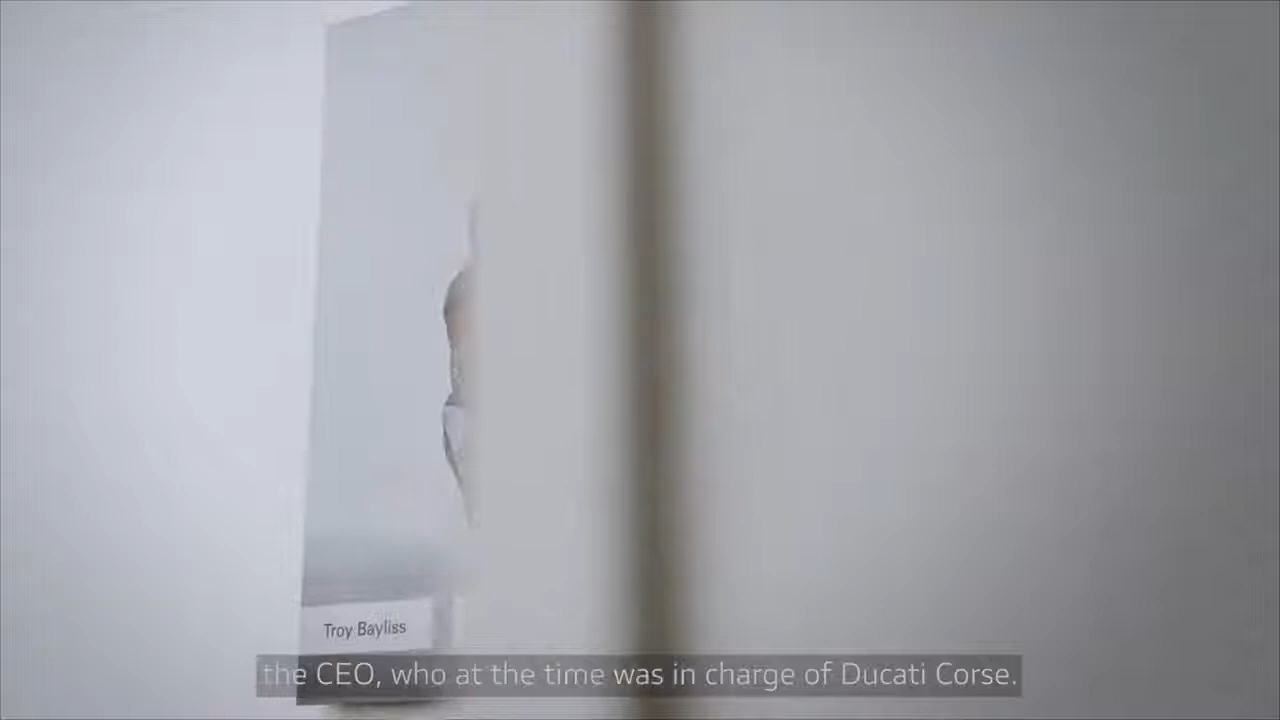 Troy Bayliss
the CEO, who at the time was in charge of Ducati Corse.